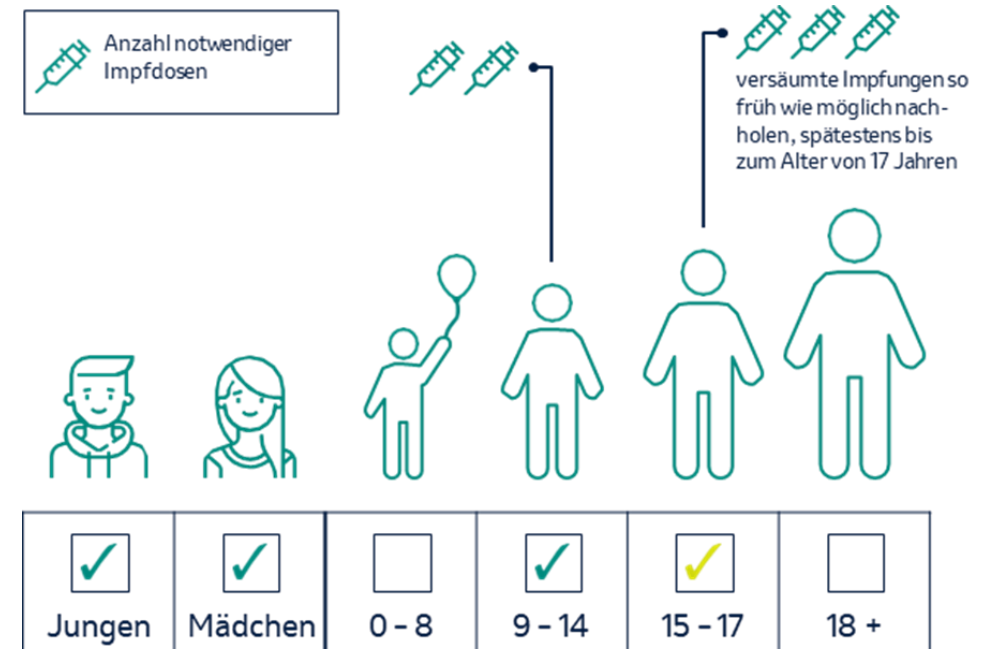 Anzahl notwendiger
Impfdosen
versäumte Impfungen so
früh wie möglich nach-
holen, spätestens bis
zum Alter von 17 Jahren
Jungen
Mädchen
0 – 8
9 – 14
15 – 17
18 +